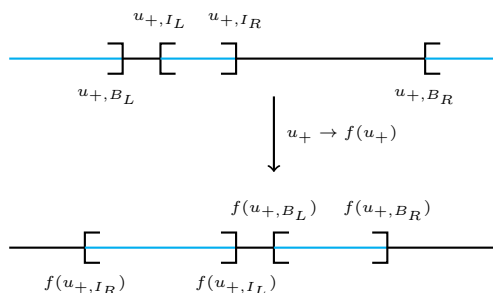 u_{+,I_L} u_{+,I_R}
u_{+,B_L} u_{+,B_R}
u_+ → f(u_+)
f(u_{+,B_L}) f(u_{+,B_R})
f(u_{+,I_R}) f(u_{+,I_L})